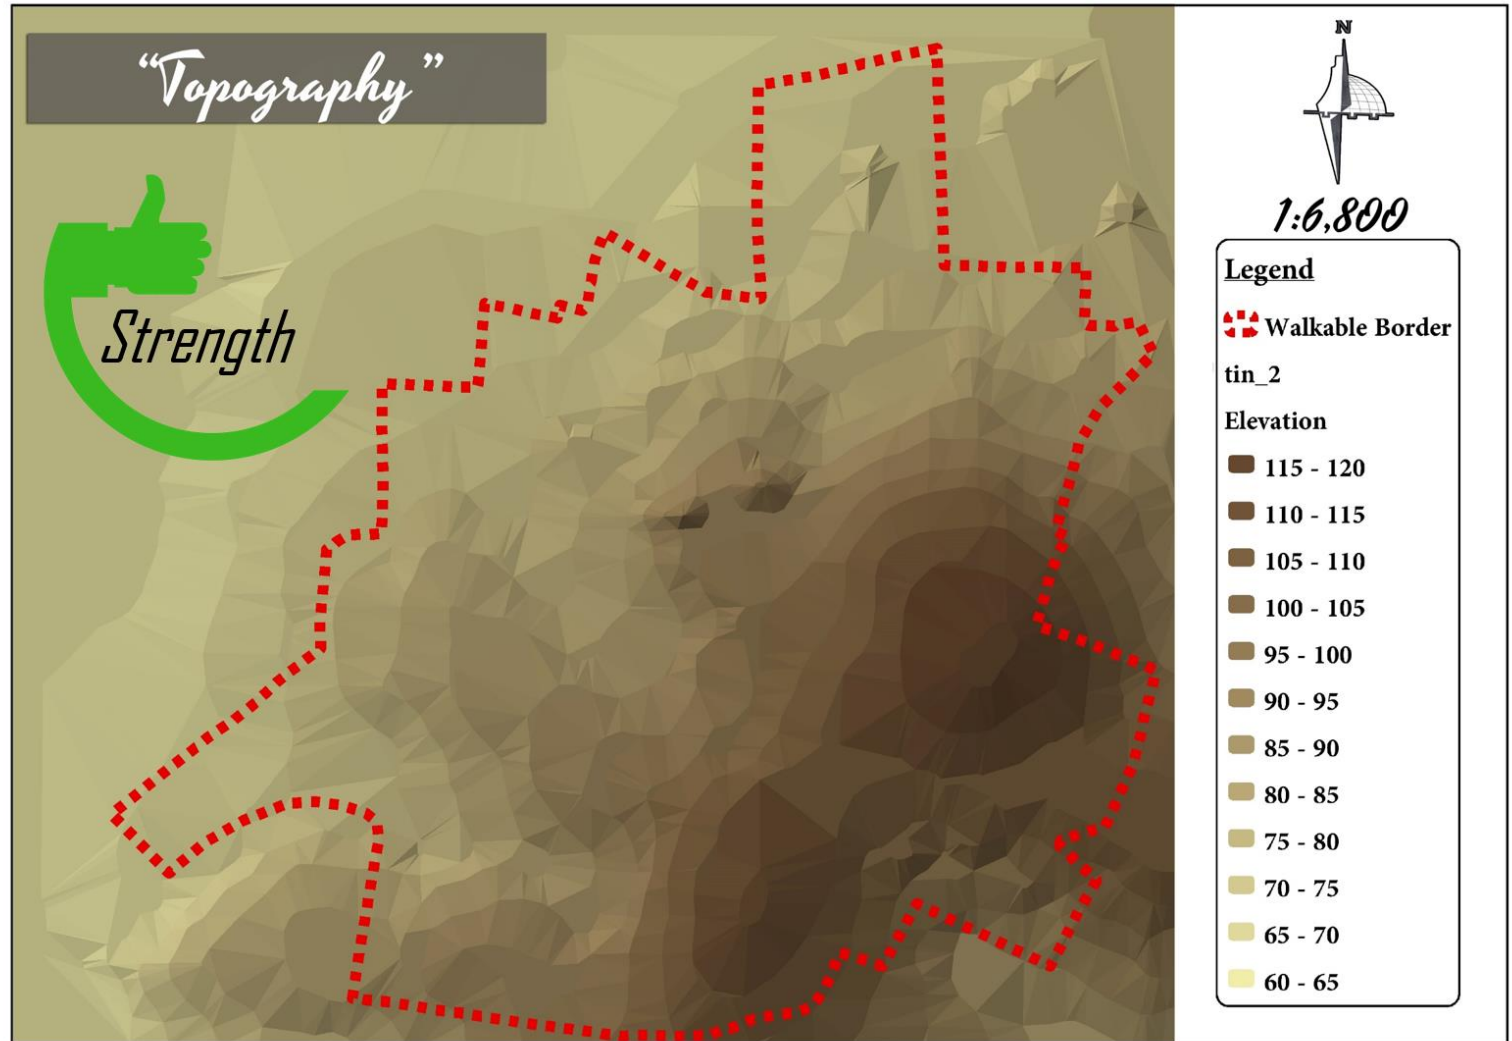 “Topography”
Strength
N
1:6,800
Legend
Walkable Border
tin_2
Elevation
115 - 120
110 - 115
105 - 110
100 - 105
95 - 100
90 - 95
85 - 90
80 - 85
75 - 80
70 - 75
65 - 70
60 - 65